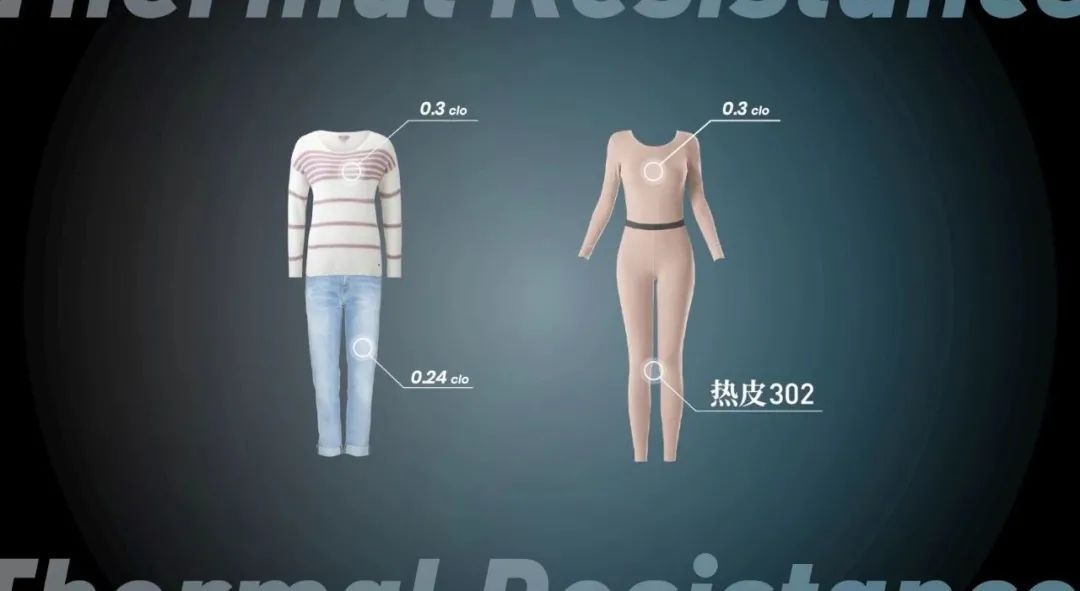 Thermal Resistance
0.3 clo
0.3 clo
0.24 clo
热皮302
Thermal Resistance